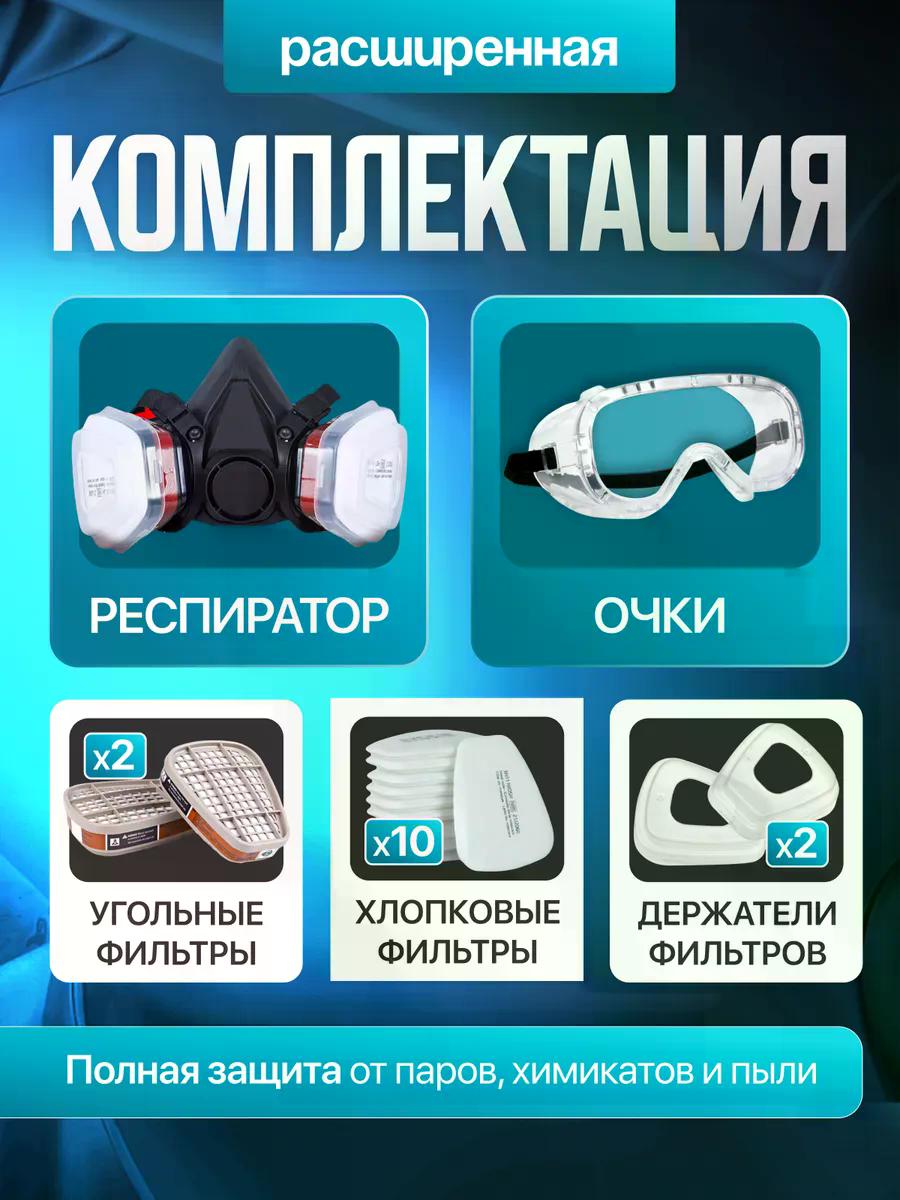 расширенная
КОМПЛЕКТАЦИЯ
РЕСПИРАТОР
ОЧКИ
x2
x10
x2
УГОЛЬНЫЕ
ФИЛЬТРЫ
ХЛОПКОВЫЕ
ФИЛЬТРЫ
ДЕРЖАТЕЛИ
ФИЛЬТРОВ
Полная защита от паров, химикатов и пыли